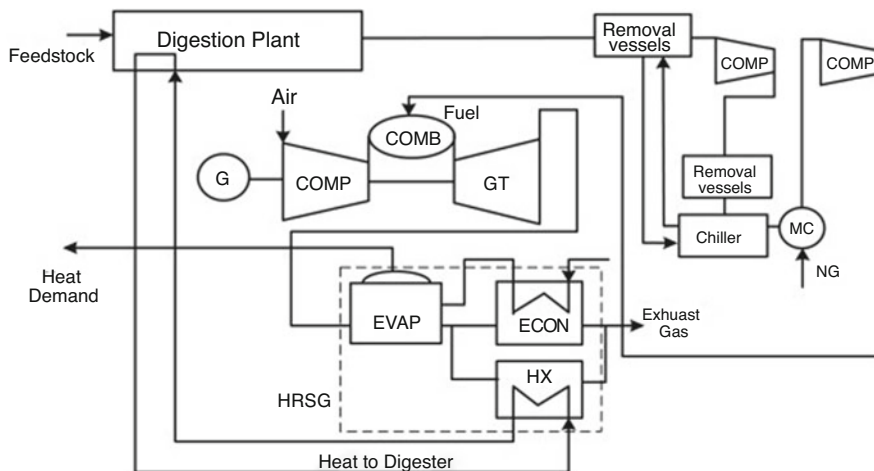 Feedstock
Digestion Plant
Removal
vessels
COMP
COMP
Air
Fuel
COMB
G
COMP
GT
Removal
vessels
Chiller
MC
NG
Heat
Demand
EVAP
ECON
Exhuast
Gas
HX
HRSG
Heat to Digester